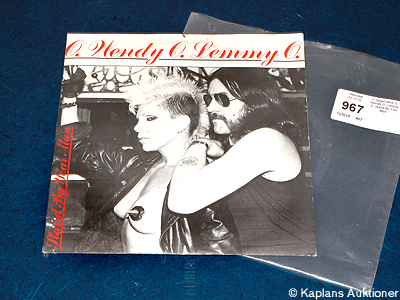 O. Wendy O. Lemmy O.
Stand By Your Man
967
© Kaplans Auktioner